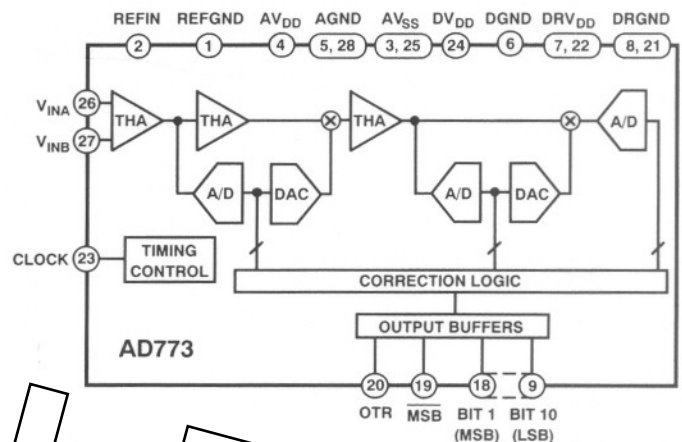 REFIN REFGND AVDD AGND AVSS DVDD DGND DRVDD DRGND
2 1 4 5, 28 3, 25 24 6 7, 22 8, 21
VINA 26
VINB 27
THA THA THA A/D
A/D DAC A/D DAC
CLOCK 23 TIMING CONTROL
CORRECTION LOGIC
OUTPUT BUFFERS
AD773
20 19 18 9
OTR MSB BIT 1 BIT 10
(MSB) (LSB)